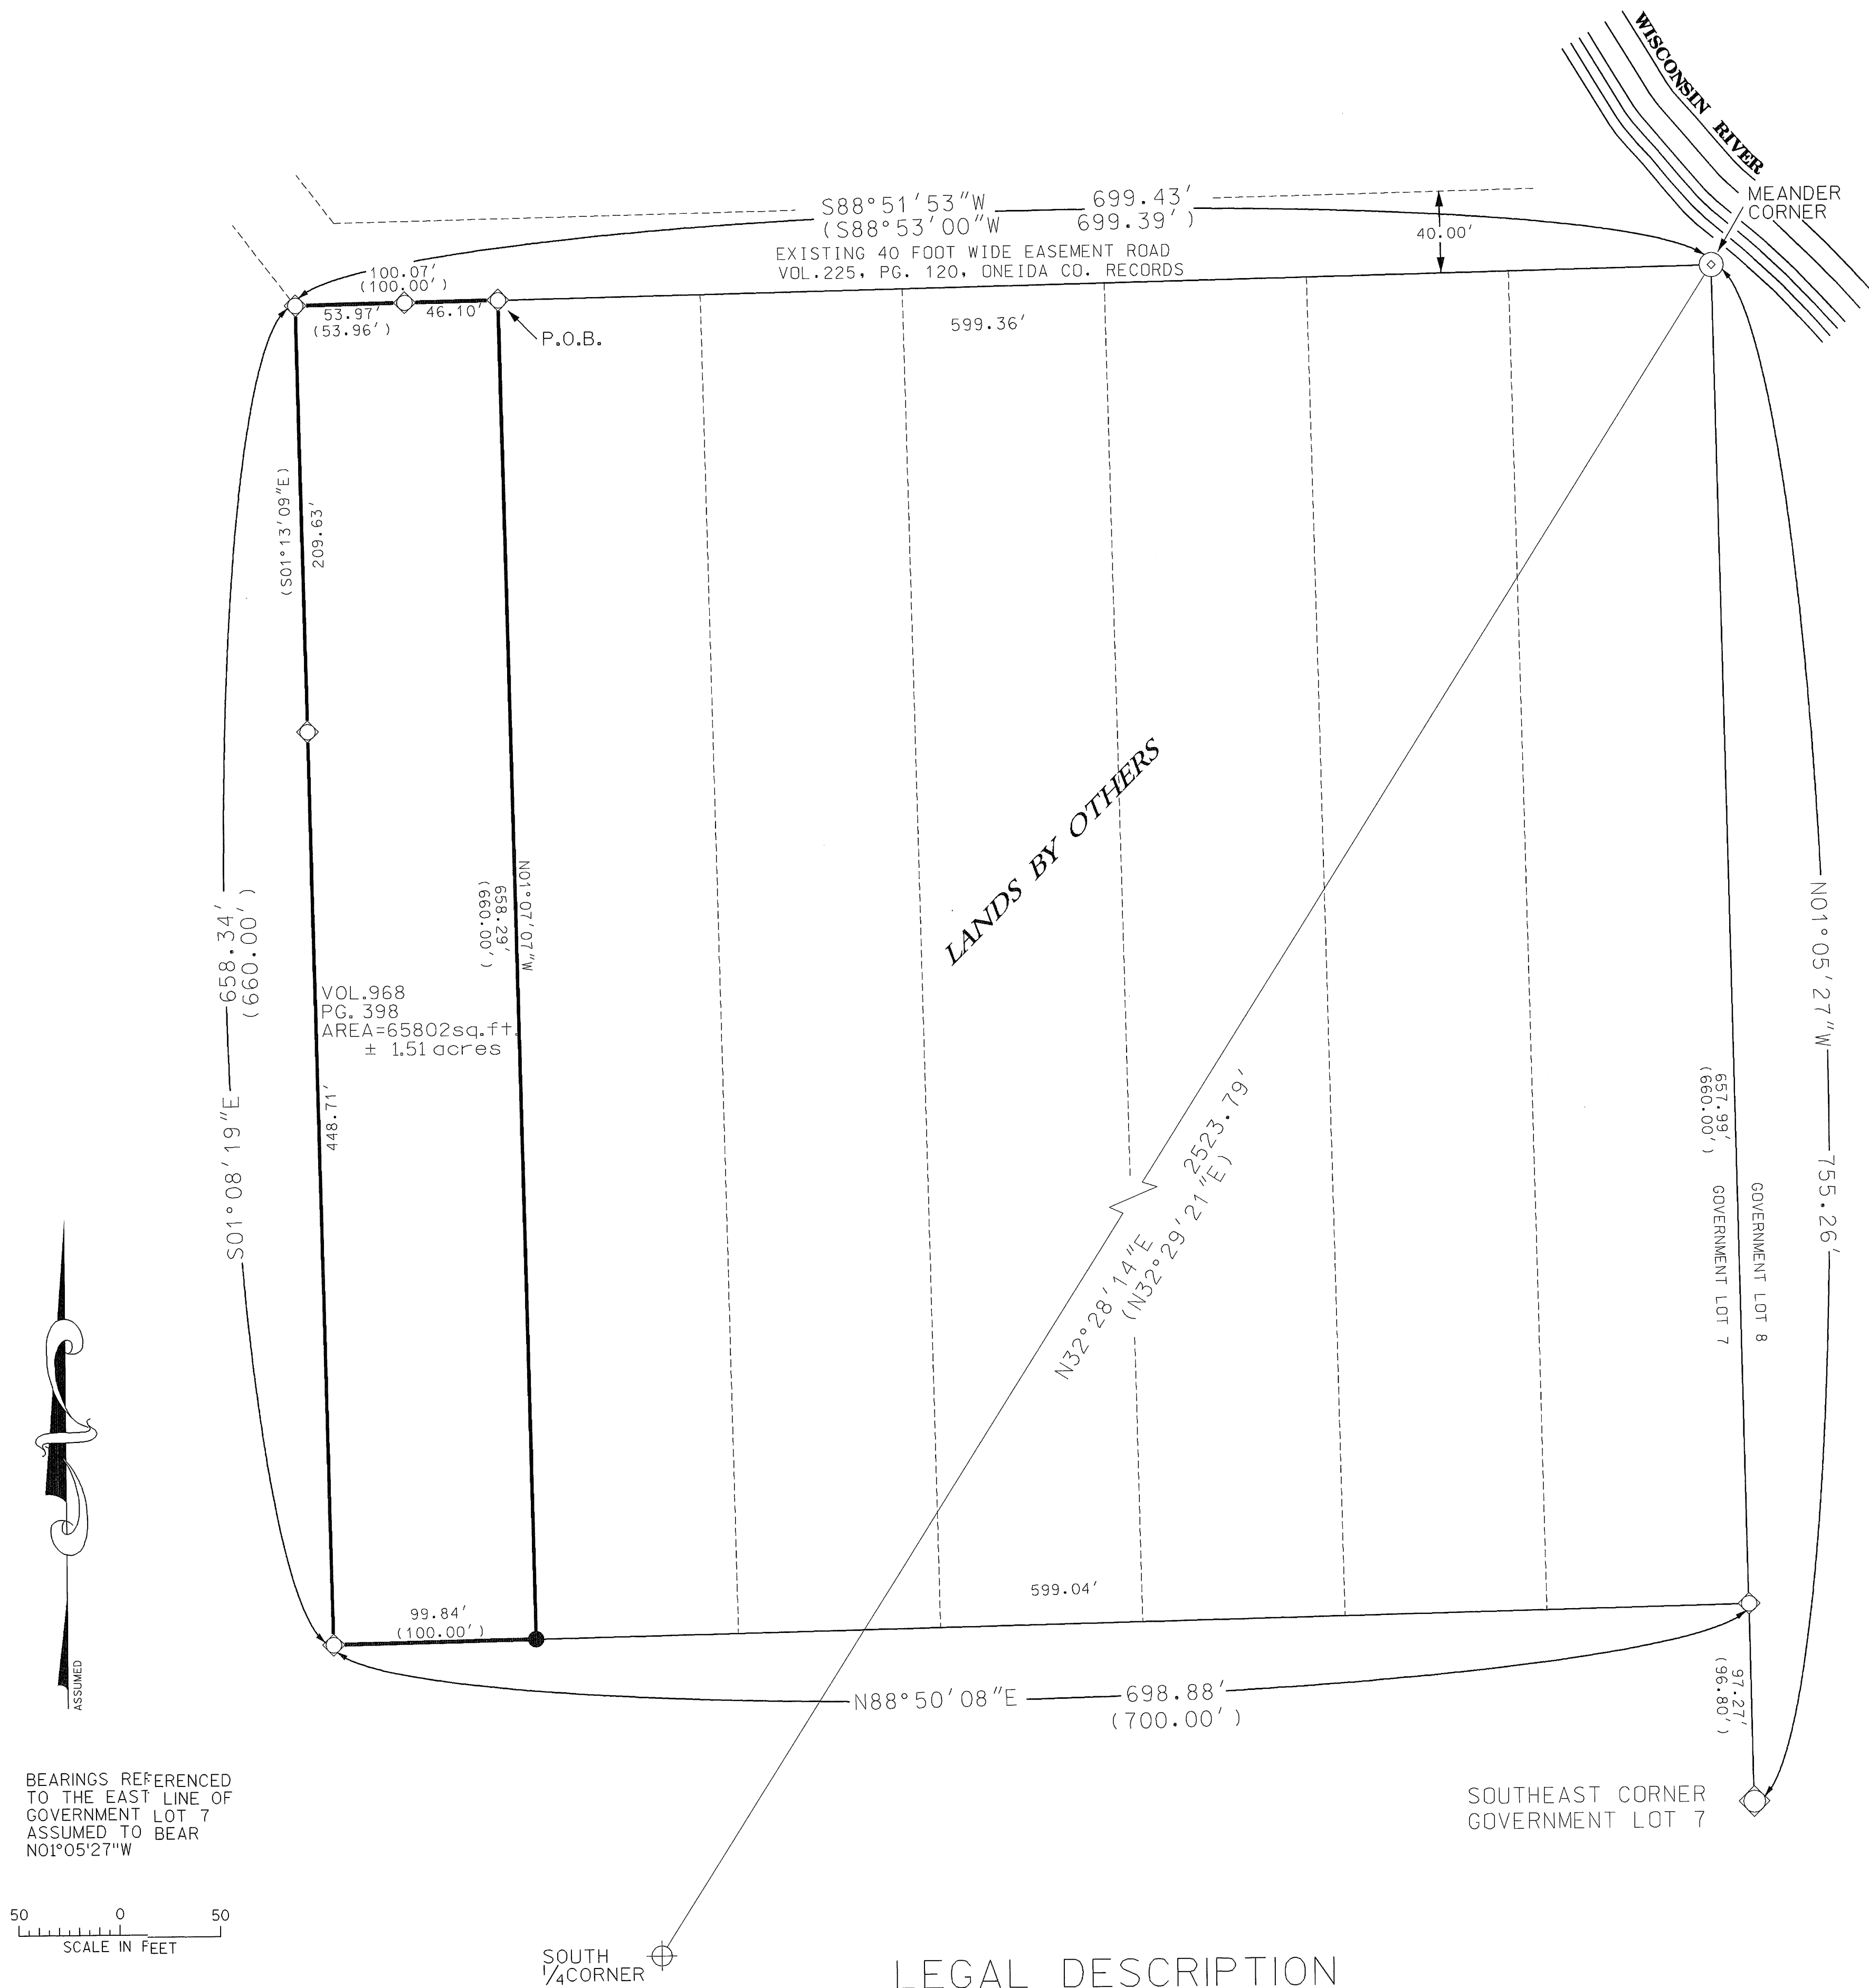 WISCONSIN RIVER
MEANDER
CORNER
S88°51'53"W 699.43'
(S88°53'00"W 699.39')
40.00'
EXISTING 40 FOOT WIDE EASEMENT ROAD
VOL.225, PG. 120, ONEIDA CO. RECORDS
100.07'
(100.00')
53.97'
(53.96')
46.10'
P.O.B.
599.36'
(S01°13'09"E)
209.63'
S01°08'19"E 658.34'
(660.00')
N01°07'07"W
658.29'
(660.00')
LANDS BY OTHERS
VOL.968
PG. 398
AREA=65802sq.ft.
± 1.51 acres
448.71'
N32°28'14"E 2523.79'
(N32°29'21"E)
657.99'
(660.00')
GOVERNMENT LOT 7
GOVERNMENT LOT 8
N01°05'27"W 755.26'
99.84'
(100.00')
599.04'
N88°50'08"E 698.88'
(700.00')
97.27'
(96.80')
SOUTHEAST CORNER
GOVERNMENT LOT 7
ASSUMED
BEARINGS REFERENCED
TO THE EAST LINE OF
GOVERNMENT LOT 7
ASSUMED TO BEAR
N01°05'27"W
50 0 50
SCALE IN FEET
SOUTH
1/4 CORNER
LEGAL DESCRIPTION